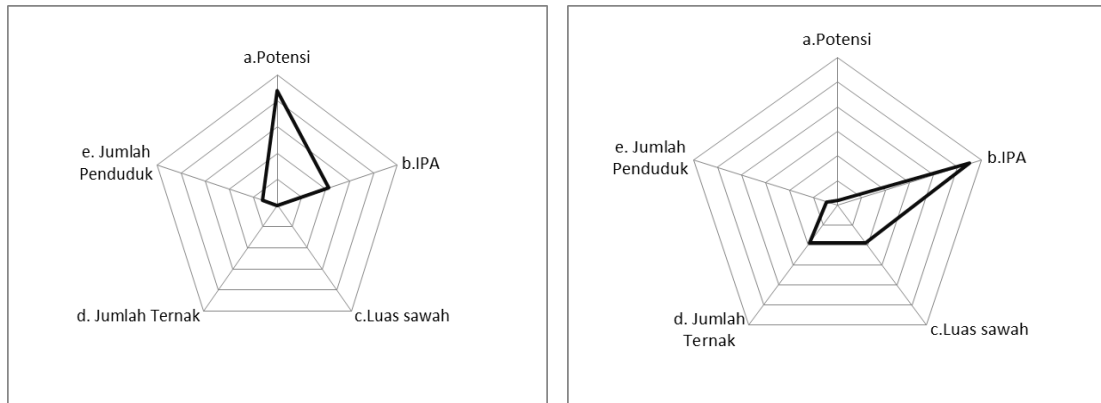 a.Potensi
e. Jumlah
Penduduk
b.IPA
d. Jumlah Ternak
c.Luas sawah
a.Potensi
e. Jumlah
Penduduk
b.IPA
d. Jumlah
Ternak
c.Luas sawah